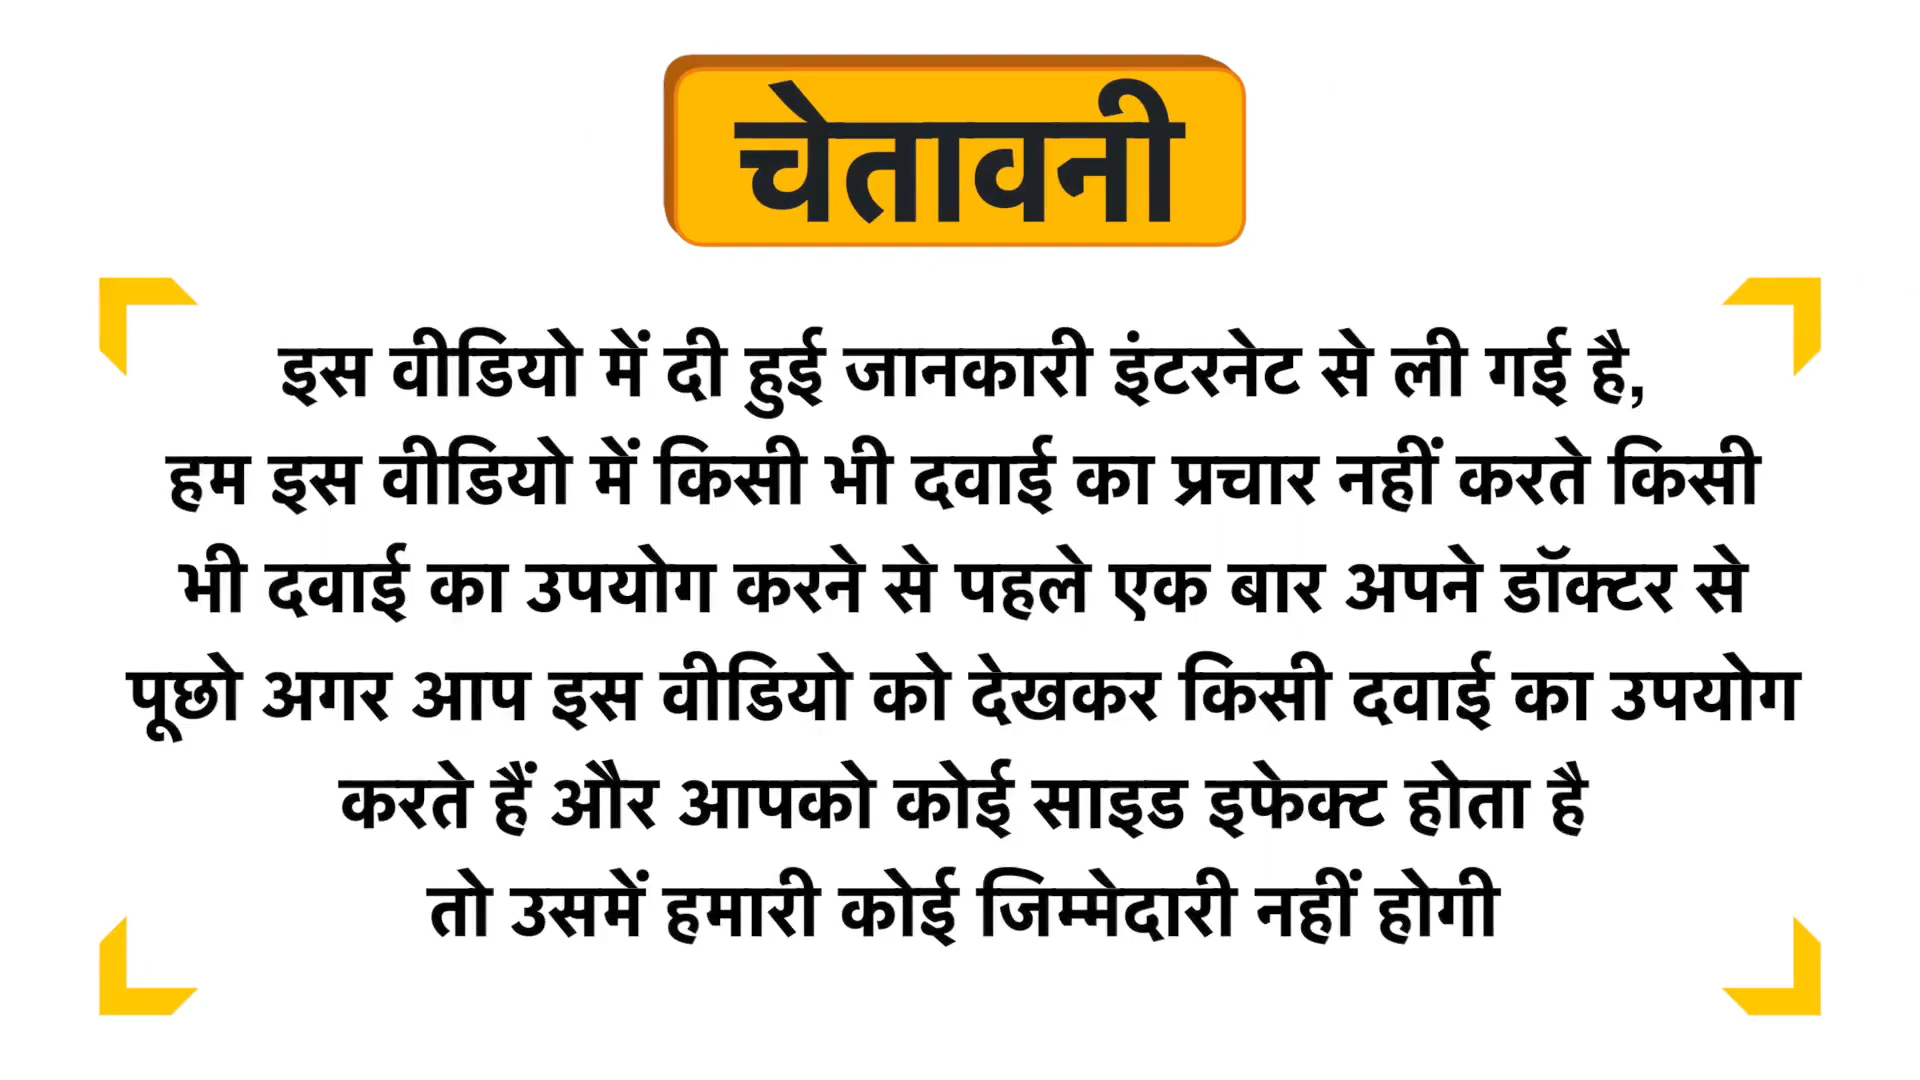 चेतावनी
इस वीडियो में दी हुई जानकारी इंटरनेट से ली गई है,
हम इस वीडियो में किसी भी दवाई का प्रचार नहीं करते किसी
भी दवाई का उपयोग करने से पहले एक बार अपने डॉक्टर से
पूछो अगर आप इस वीडियो को देखकर किसी दवाई का उपयोग
करते हैं और आपको कोई साइड इफेक्ट होता है
तो उसमें हमारी कोई जिम्मेदारी नहीं होगी